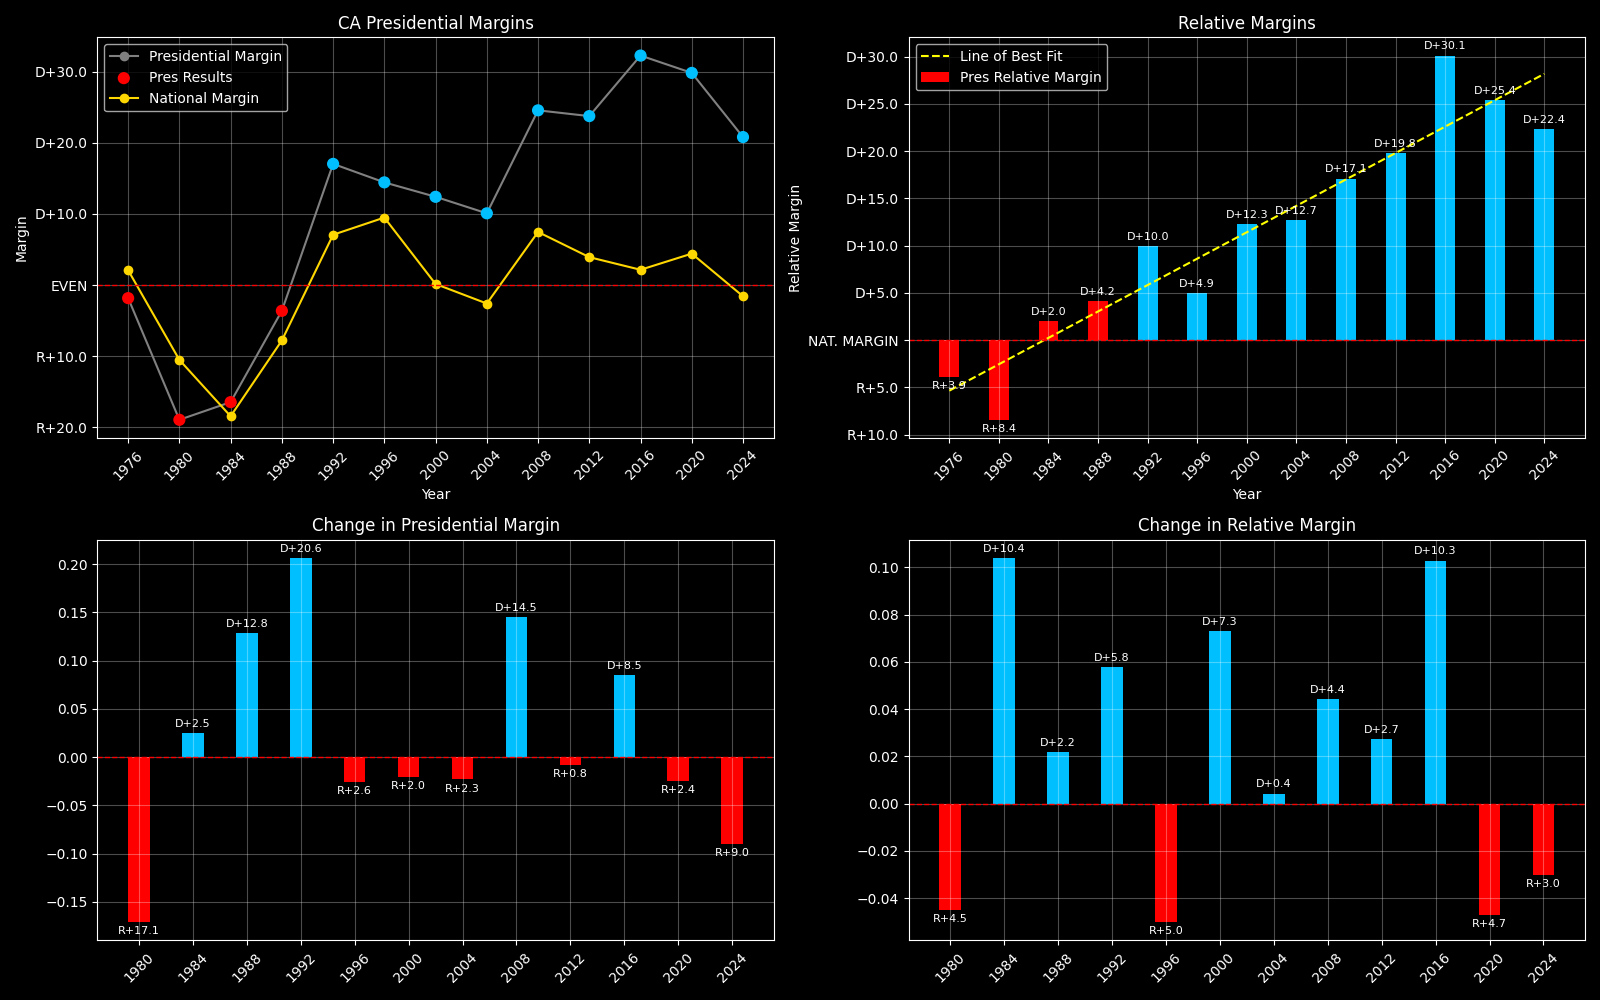 CA Presidential Margins
Presidential Margin
Pres Results
National Margin
Margin
D+30.0
D+20.0
D+10.0
EVEN
R+10.0
R+20.0
1976
1980
1984
1988
1992
1996
2000
2004
2008
2012
2016
2020
2024
Year
Relative Margins
Line of Best Fit
Pres Relative Margin
Relative Margin
D+30.0
D+25.0
D+20.0
D+15.0
D+10.0
D+5.0
NAT. MARGIN
R+5.0
R+10.0
R+3.9
R+8.4
D+2.0
D+4.2
D+10.0
D+4.9
D+12.3
D+12.7
D+17.1
D+19.8
D+30.1
D+25.4
D+22.4
1976
1980
1984
1988
1992
1996
2000
2004
2008
2012
2016
2020
2024
Year
Change in Presidential Margin
0.20
0.15
0.10
0.05
0.00
−0.05
−0.10
−0.15
R+17.1
D+2.5
D+12.8
D+20.6
R+2.6
R+2.0
R+2.3
D+14.5
R+0.8
D+8.5
R+2.4
R+9.0
1980
1984
1988
1992
1996
2000
2004
2008
2012
2016
2020
2024
Change in Relative Margin
0.10
0.08
0.06
0.04
0.02
0.00
−0.02
−0.04
R+4.5
D+10.4
D+2.2
D+5.8
R+5.0
D+7.3
D+0.4
D+4.4
D+2.7
D+10.3
R+4.7
R+3.0
1980
1984
1988
1992
1996
2000
2004
2008
2012
2016
2020
2024